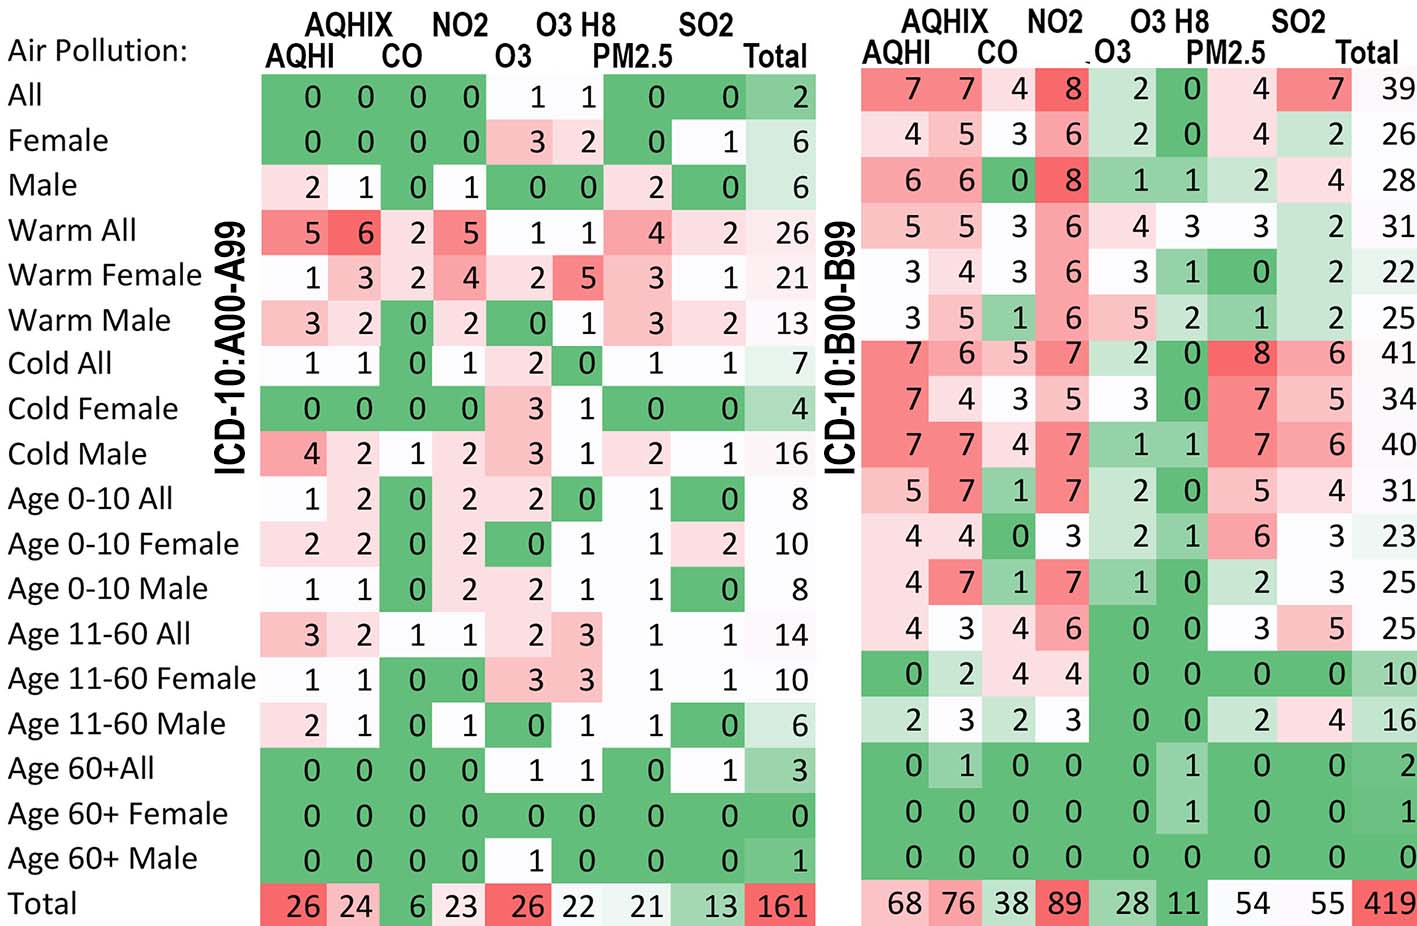 AQHIX NO2 O3 H8 SO2 AQHIX NO2 O3 H8 SO2
Air Pollution: AQHI CO O3 PM2.5 Total AQHI CO O3 PM2.5 Total
All 0 0 0 0 1 1 0 0 2 7 7 4 8 2 0 4 7 39
Female 0 0 0 0 3 2 0 1 6 4 5 3 6 2 0 4 2 26
Male 2 1 0 1 0 0 2 0 6 6 6 0 8 1 1 2 4 28
Warm All 5 6 2 5 1 1 4 2 26 5 5 3 6 4 3 3 2 31
Warm Female 1 3 2 4 2 5 3 1 21 3 4 3 6 3 1 0 2 22
Warm Male 3 2 0 2 0 1 3 2 13 3 5 1 6 5 2 1 2 25
Cold All 1 1 0 1 2 0 1 1 7 7 6 5 7 2 0 8 6 41
Cold Female 0 0 0 0 3 1 0 0 4 7 4 3 5 3 0 7 5 34
Cold Male 4 2 1 2 3 1 2 1 16 7 7 4 7 1 1 7 6 40
Age 0-10 All 1 2 0 2 2 0 1 0 8 5 7 1 7 2 0 5 4 31
Age 0-10 Female 2 2 0 2 0 1 1 2 10 4 4 0 3 2 1 6 3 23
Age 0-10 Male 1 1 0 2 2 1 1 0 8 4 7 1 7 1 0 2 3 25
Age 11-60 All 3 2 1 1 2 3 1 1 14 4 3 4 6 0 0 3 5 25
Age 11-60 Female 1 1 0 0 3 3 1 1 10 0 2 4 4 0 0 0 0 10
Age 11-60 Male 2 1 0 1 0 1 1 0 6 2 3 2 3 0 0 2 4 16
Age 60+All 0 0 0 0 1 1 0 1 3 0 1 0 0 0 1 0 0 2
Age 60+ Female 0 0 0 0 0 0 0 0 0 0 0 0 0 0 1 0 0 1
Age 60+ Male 0 0 0 0 1 0 0 0 1 0 0 0 0 0 0 0 0 0
Total 26 24 6 23 26 22 21 13 161 68 76 38 89 28 11 54 55 419
ICD-10:A00-A99
ICD-10:B00-B99